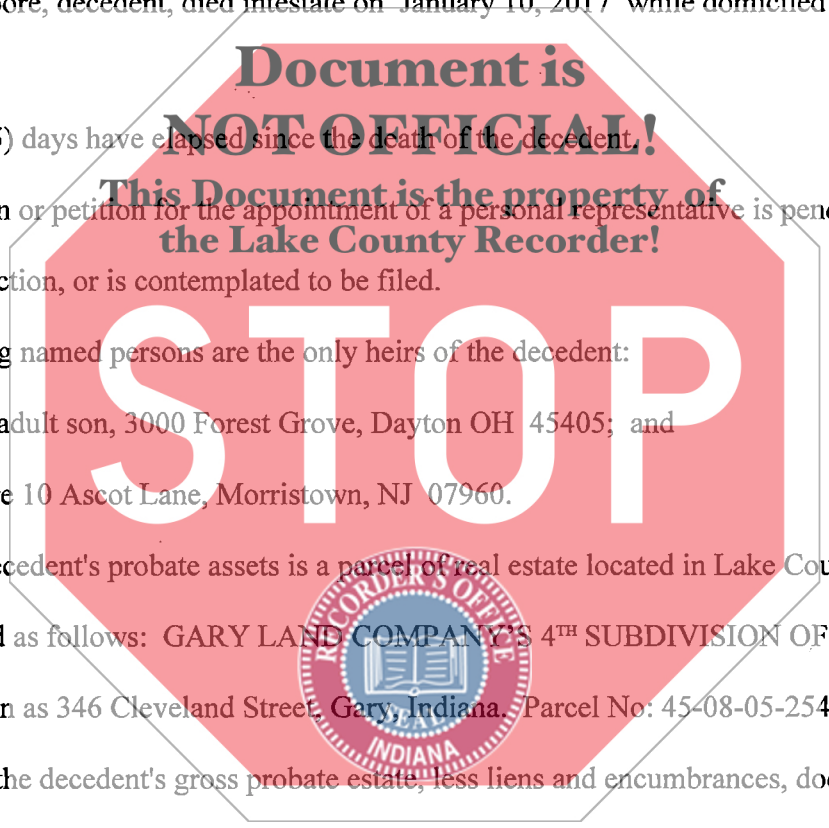 ore, decedent, died intestate on January 10, 2017 while domiciled
Document is
) days have elapsed since the death of the decedent.
NOT OFFICIAL!
This Document is the property of
n or petition for the appointment of a personal representative is pen
the Lake County Recorder!
ction, or is contemplated to be filed.
STOP
g named persons are the only heirs of the decedent:
adult son, 3000 Forest Grove, Dayton OH 45405; and
e 10 Ascot Lane, Morristown, NJ 07960.
cedent's probate assets is a parcel of real estate located in Lake Cou
RECORDER'S OFFICE
d as follows: GARY LAND COMPANY'S 4TH SUBDIVISION OF
n as 346 Cleveland Street, Gary, Indiana. Parcel No: 45-08-05-254
SEAL
INDIANA
the decedent's gross probate estate, less liens and encumbrances, do